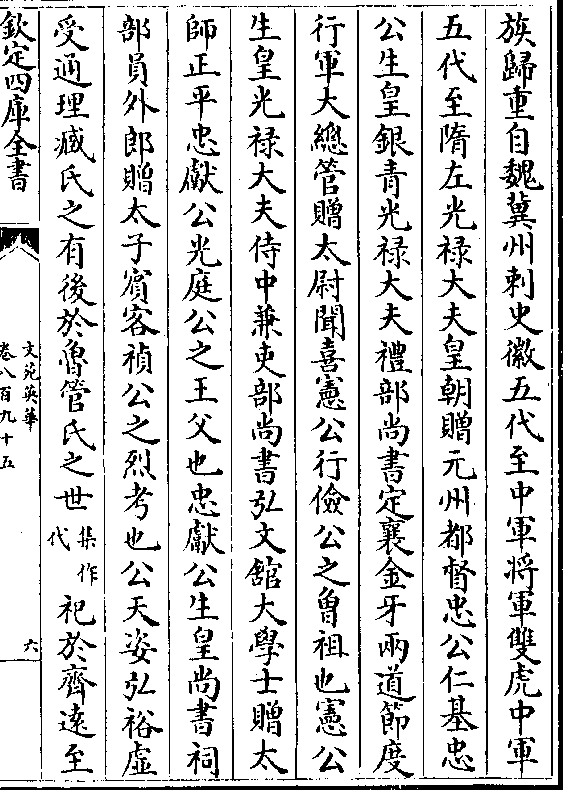 族歸重自魏冀州刺史徽五代至中軍將軍雙虎中軍
五代至隋左光祿大夫皇朝贈元州都督忠公仁基忠
公生皇銀青光祿大夫禮部尚書定襄金牙兩道節度
行軍大總管贈太尉聞喜憲公行儉公之曾祖也憲公
生皇光祿大夫侍中兼吏部尚書弘文舘大學士贈太
師正平忠獻公光庭公之王父也忠獻公生皇尚書祠
部員外郎贈太子賓客禎公之烈考也公天姿弘裕虛
受通理臧氏之有後於魯管氏之世集作代祀於齊遠至
欽定四庫全書
文苑英華
卷八百九十五
六